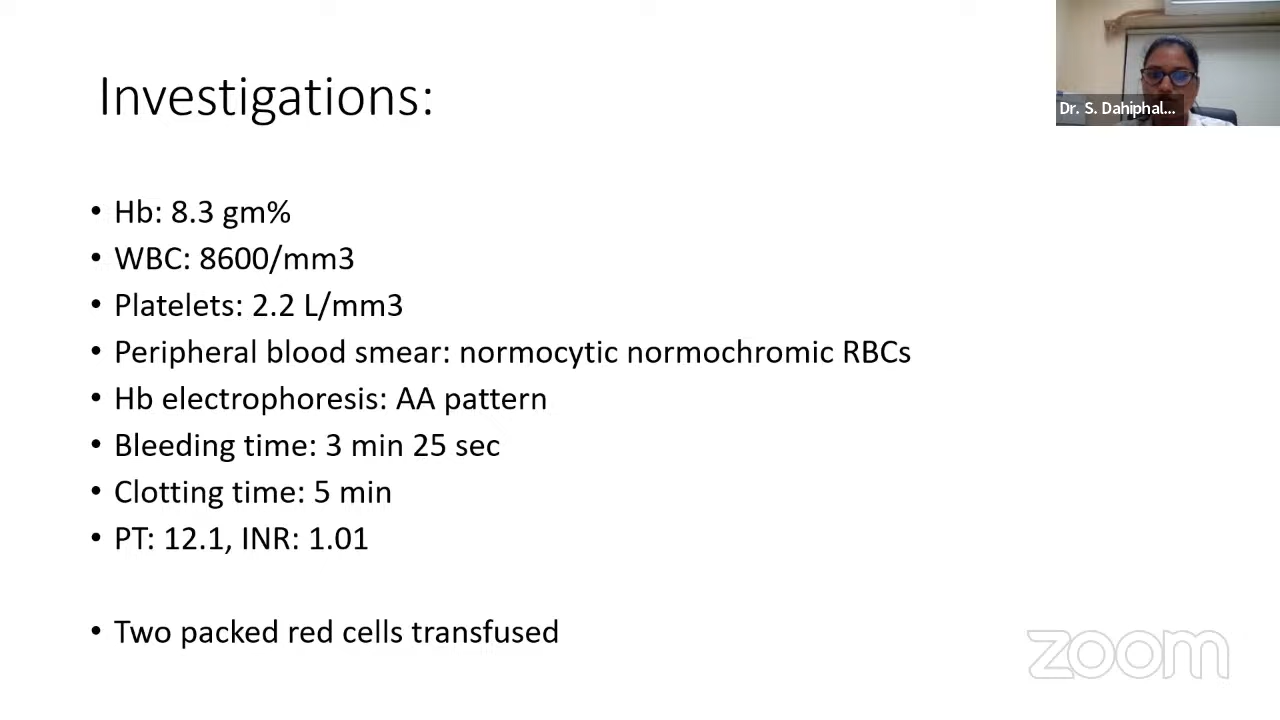 Investigations:
Dr. S. Dahiphal...
• Hb: 8.3 gm%
• WBC: 8600/mm3
• Platelets: 2.2 L/mm3
• Peripheral blood smear: normocytic normochromic RBCs
• Hb electrophoresis: AA pattern
• Bleeding time: 3 min 25 sec
• Clotting time: 5 min
• PT: 12.1, INR: 1.01
• Two packed red cells transfused
zoom